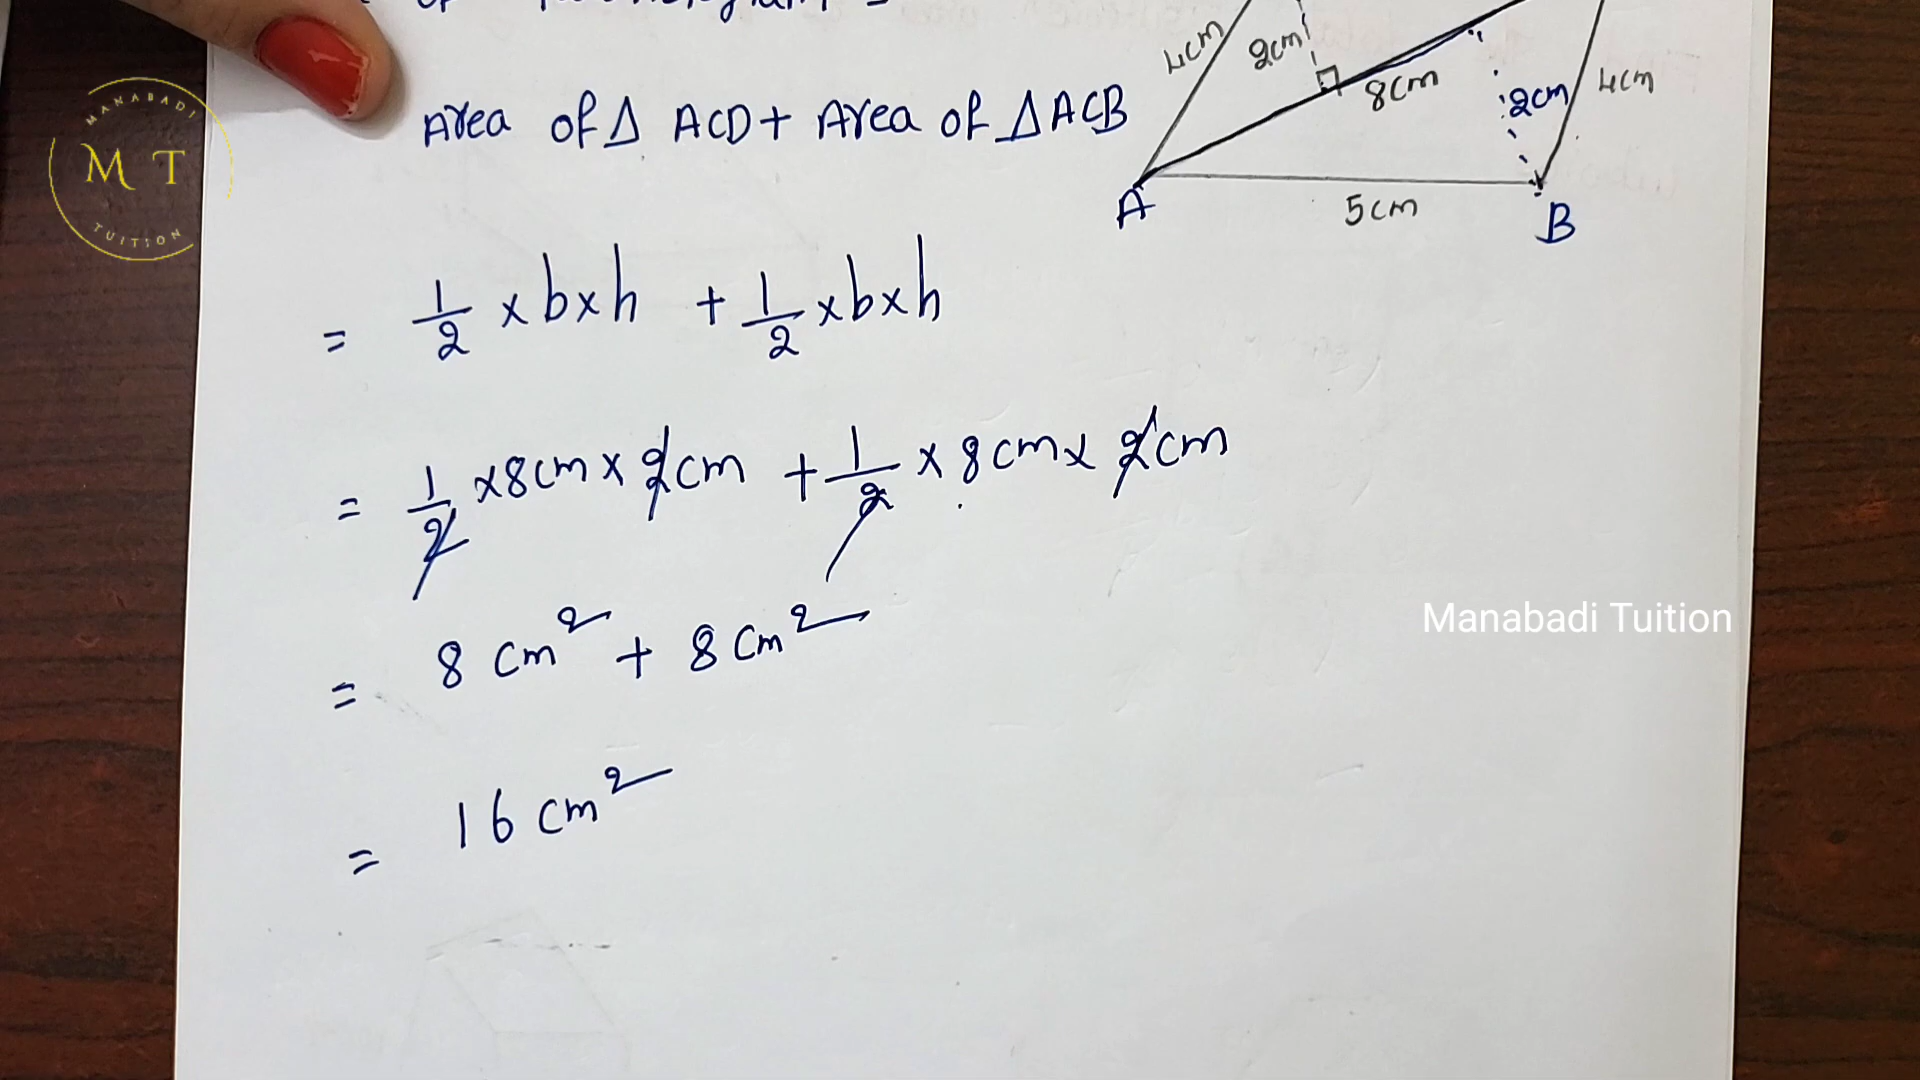 Area of Δ ACD + Area of Δ ACB
4cm
2cm
8cm
2cm
4cm
A
5cm
B
= 1/2 × b × h + 1/2 × b × h
= 1/2 × 8cm × 2cm + 1/2 × 8cm × 2cm
= 8 cm² + 8 cm²
= 16 cm²
MANABADI
M T
TUITION
Manabadi Tuition